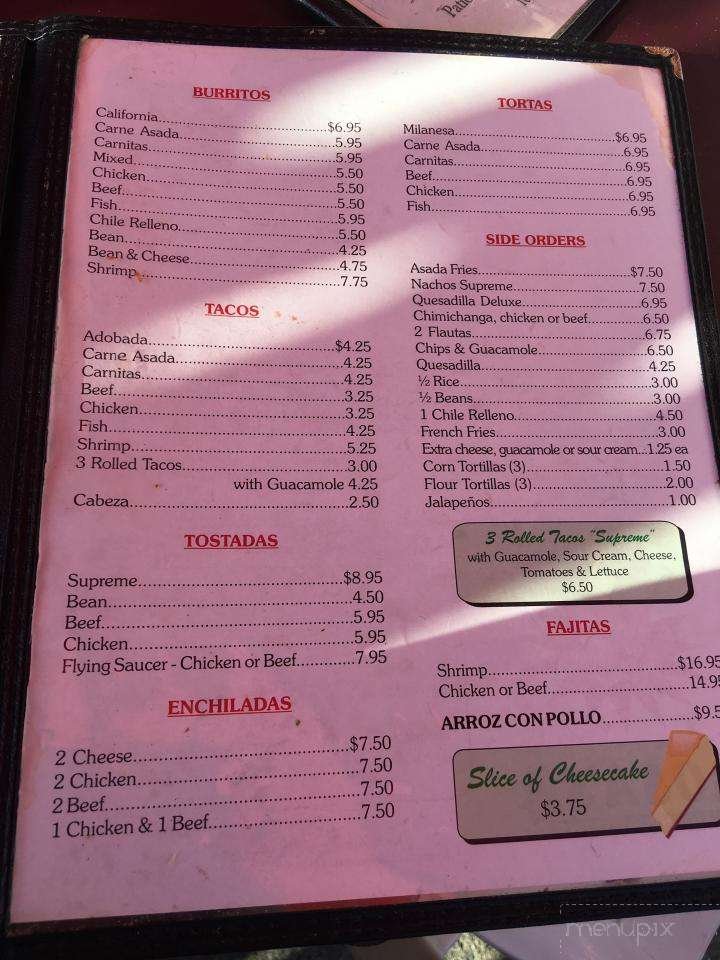 BURRITOS
California....................................................$6.95
Carne Asada..............................................5.95
Carnitas.......................................................5.95
Mixed...........................................................5.50
Chicken........................................................5.50
Beef..............................................................5.50
Fish...............................................................5.95
Chile Relleno..............................................5.50
Bean.............................................................4.25
Bean & Cheese..........................................4.75
Shrimp.........................................................7.75
TACOS
Adobada....................................................$4.25
Carne Asada..............................................4.25
Carnitas.......................................................4.25
Beef..............................................................3.25
Chicken........................................................3.25
Fish...............................................................4.25
Shrimp.........................................................5.25
3 Rolled Tacos...........................................3.00
with Guacamole 4.25
Cabeza.........................................................2.50
TOSTADAS
Supreme....................................................$8.95
Bean.............................................................4.50
Beef..............................................................5.95
Chicken........................................................5.95
Flying Saucer - Chicken or Beef............7.95
ENCHILADAS
2 Cheese....................................................$7.50
2 Chicken....................................................7.50
2 Beef...........................................................7.50
1 Chicken & 1 Beef...................................7.50
TORTAS
Milanesa.....................................................$6.95
Carne Asada..............................................6.95
Carnitas.......................................................6.95
Beef..............................................................6.95
Chicken........................................................6.95
Fish...............................................................6.95
SIDE ORDERS
Asada Fries................................................$7.50
Nachos Supreme.......................................7.50
Quesadilla Deluxe.....................................6.95
Chimichanga, chicken or beef..............6.50
2 Flautas......................................................6.75
Chips & Guacamole..................................6.50
Quesadilla...................................................4.25
½ Rice..........................................................3.00
½ Beans.......................................................3.00
1 Chile Relleno...........................................4.50
French Fries................................................3.00
Extra cheese, guacamole or sour cream...1.25 ea
Corn Tortillas (3)........................................1.50
Flour Tortillas (3).......................................2.00
Jalapeños....................................................1.00
3 Rolled Tacos "Supreme"
with Guacamole, Sour Cream, Cheese,
Tomatoes & Lettuce
$6.50
FAJITAS
Shrimp.......................................................$16.95
Chicken or Beef.........................................14.95
ARROZ CON POLLO......................$9.5
Slice of Cheesecake
$3.75
menupix